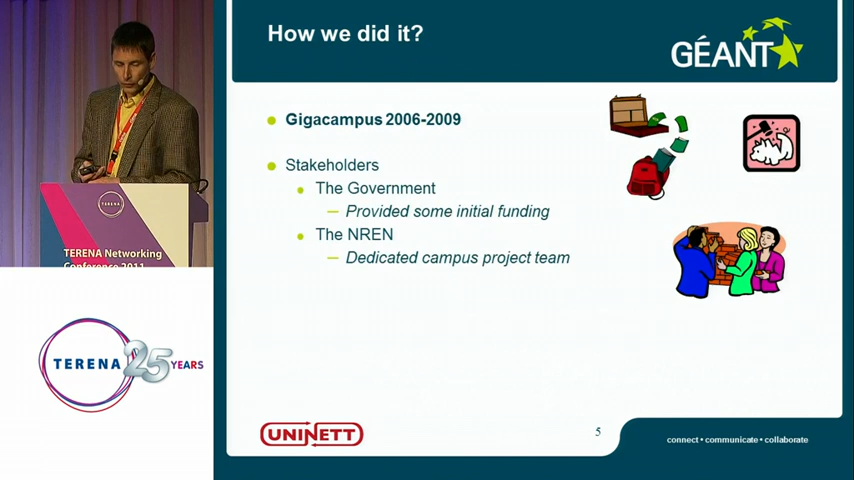 How we did it?
GÉANT
Gigacampus 2006-2009
Stakeholders
The Government
– Provided some initial funding
The NREN
– Dedicated campus project team
TERENA
TERENA Networking
Conference 2011
TERENA 25 YEARS
UNINETT
5
connect • communicate • collaborate